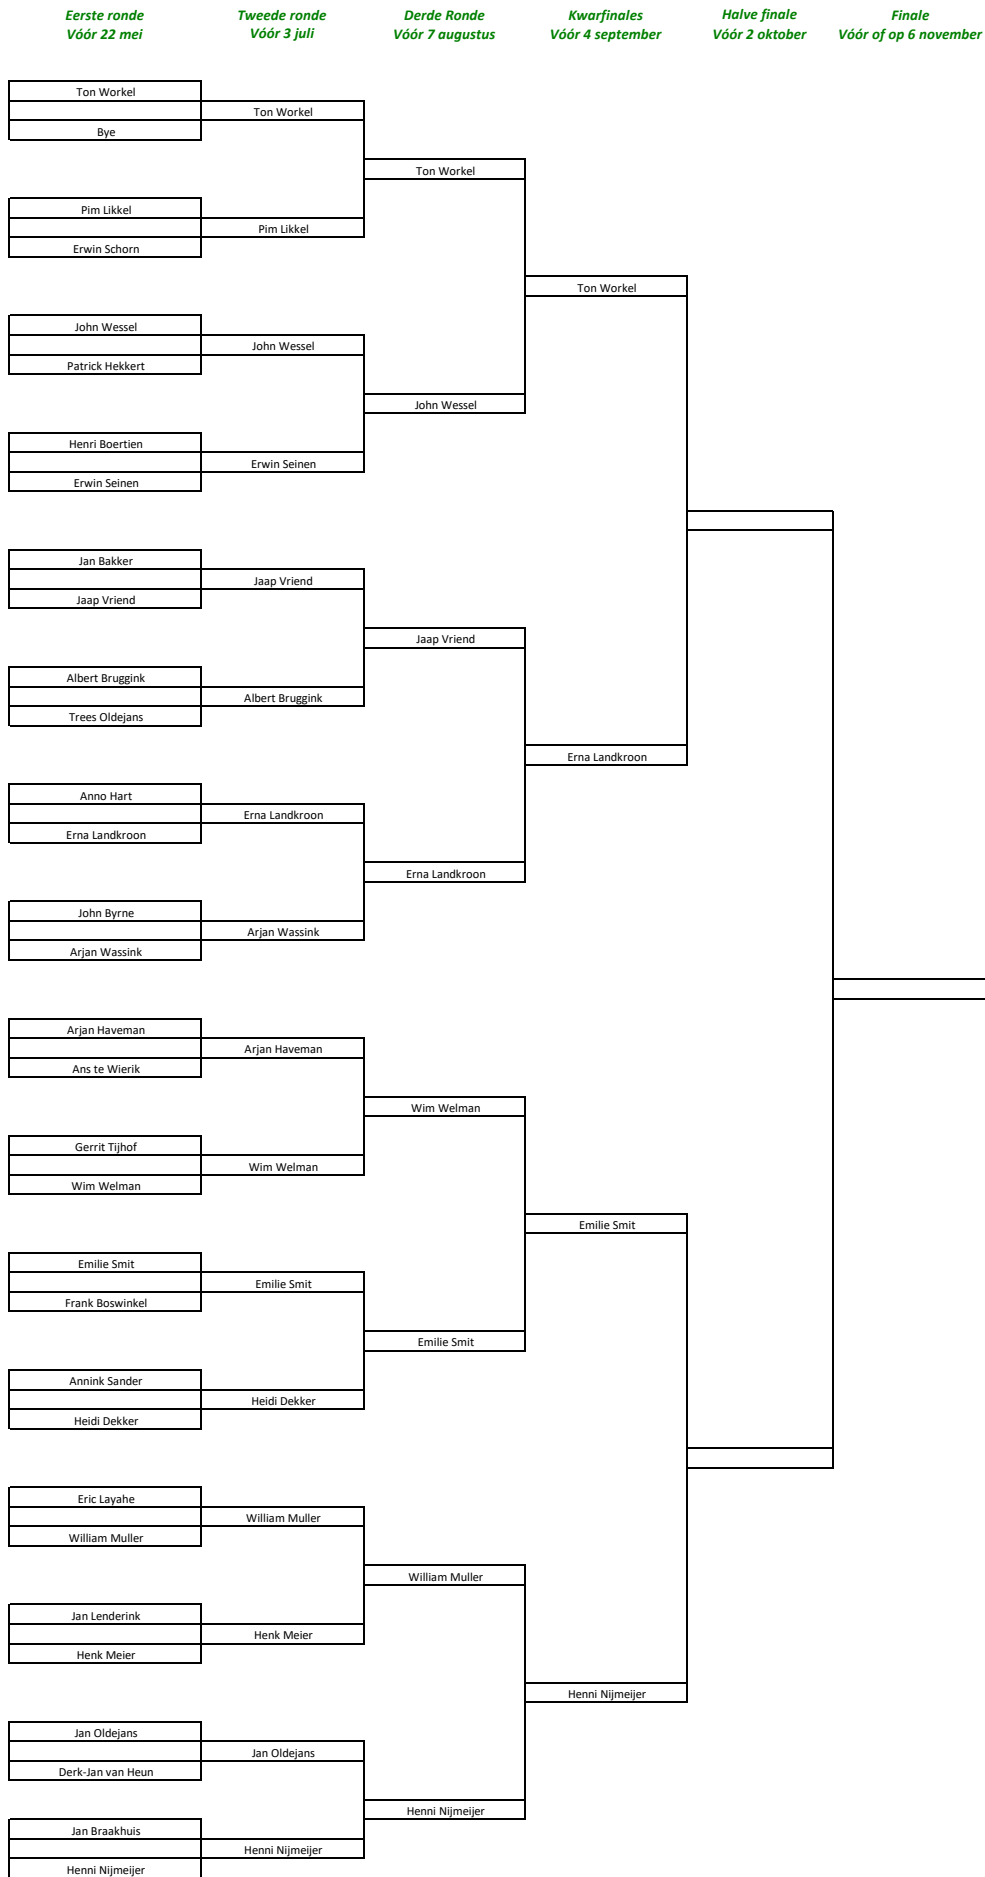 Eerste ronde Tweede ronde Derde Ronde Kwarfinales Halve finale Finale
Vóór 22 mei Vóór 3 juli Vóór 7 augustus Vóór 4 september Vóór 2 oktober Vóór of op 6 november
Ton Workel
Ton Workel
Bye
Ton Workel
Pim Likkel
Pim Likkel
Erwin Schorn
Ton Workel
John Wessel
John Wessel
Patrick Hekkert
John Wessel
Henri Boertien
Erwin Seinen
Erwin Seinen
Jan Bakker
Jaap Vriend
Jaap Vriend
Jaap Vriend
Albert Bruggink
Albert Bruggink
Trees Oldejans
Erna Landkroon
Anno Hart
Erna Landkroon
Erna Landkroon
Erna Landkroon
John Byrne
Arjan Wassink
Arjan Wassink
Arjan Haveman
Arjan Haveman
Ans te Wierik
Wim Welman
Gerrit Tijhof
Wim Welman
Wim Welman
Emilie Smit
Emilie Smit
Emilie Smit
Frank Boswinkel
Emilie Smit
Annink Sander
Heidi Dekker
Heidi Dekker
Eric Layahe
William Muller
William Muller
William Muller
Jan Lenderink
Henk Meier
Henk Meier
Henni Nijmeijer
Jan Oldejans
Jan Oldejans
Derk-Jan van Heun
Henni Nijmeijer
Jan Braakhuis
Henni Nijmeijer
Henni Nijmeijer